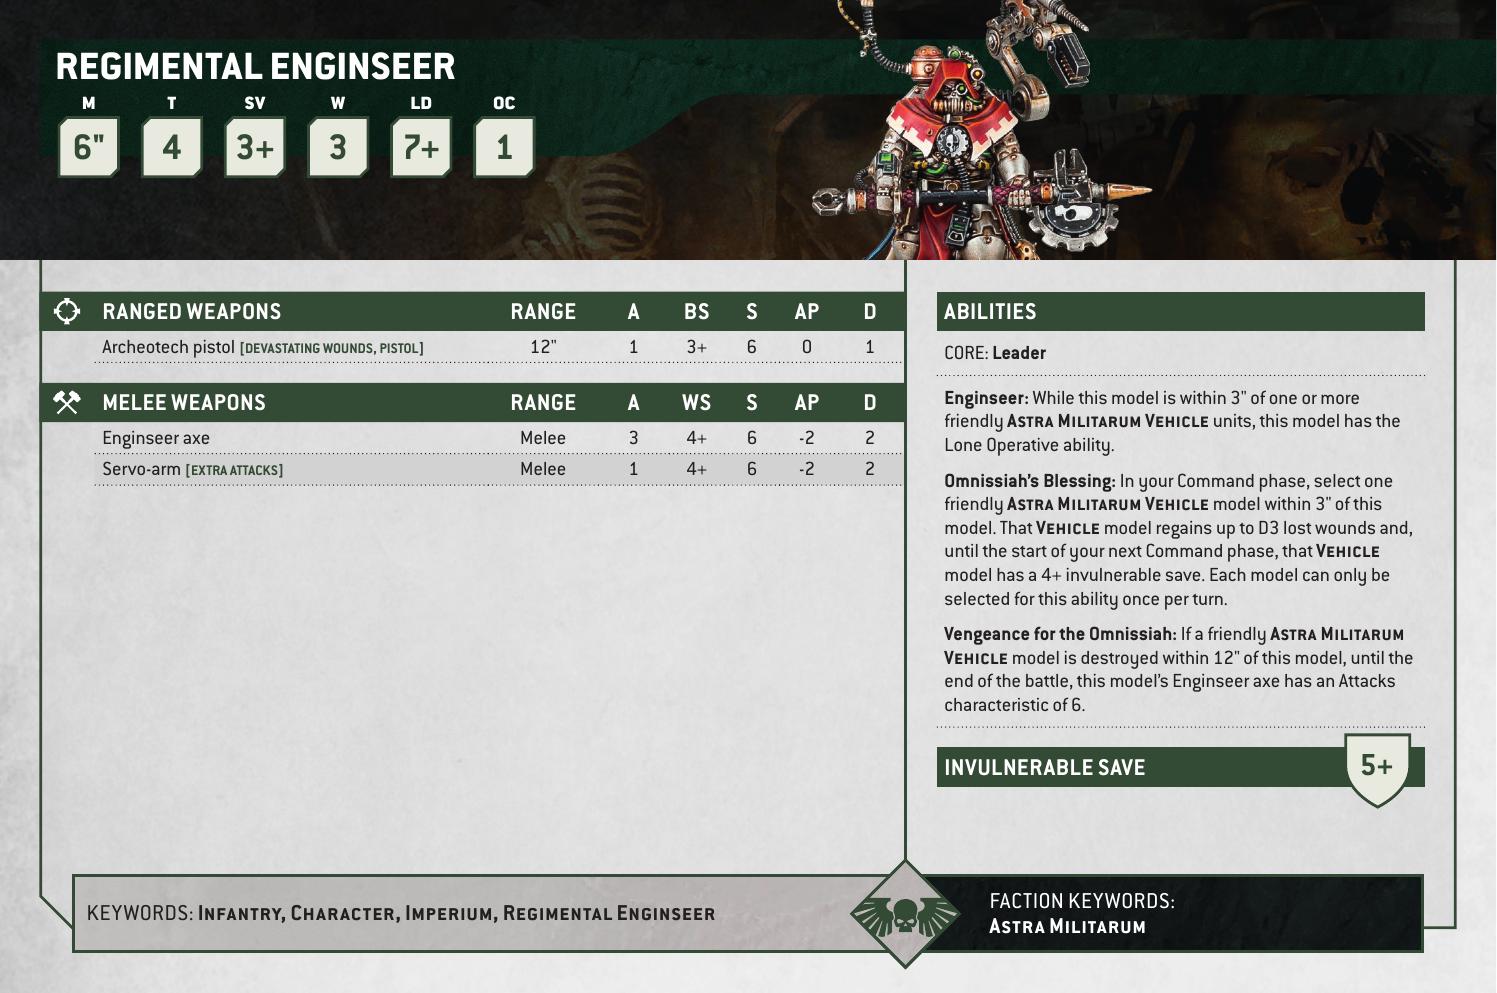 REGIMENTAL ENGINSEER
M T SV W LD OC
6" 4 3+ 3 7+ 1
RANGED WEAPONS RANGE A BS S AP D
Archeotech pistol [DEVASTATING WOUNDS, PISTOL] 12" 1 3+ 6 0 1
MELEE WEAPONS RANGE A WS S AP D
Enginseer axe Melee 3 4+ 6 -2 2
Servo-arm [EXTRA ATTACKS] Melee 1 4+ 6 -2 2
ABILITIES
CORE: Leader
Enginseer: While this model is within 3" of one or more
friendly ASTRA MILITARUM VEHICLE units, this model has the
Lone Operative ability.
Omnissiah's Blessing: In your Command phase, select one
friendly ASTRA MILITARUM VEHICLE model within 3" of this
model. That VEHICLE model regains up to D3 lost wounds and,
until the start of your next Command phase, that VEHICLE
model has a 4+ invulnerable save. Each model can only be
selected for this ability once per turn.
Vengeance for the Omnissiah: If a friendly ASTRA MILITARUM
VEHICLE model is destroyed within 12" of this model, until the
end of the battle, this model's Enginseer axe has an Attacks
characteristic of 6.
INVULNERABLE SAVE 5+
KEYWORDS: INFANTRY, CHARACTER, IMPERIUM, REGIMENTAL ENGINSEER
FACTION KEYWORDS:
ASTRA MILITARUM